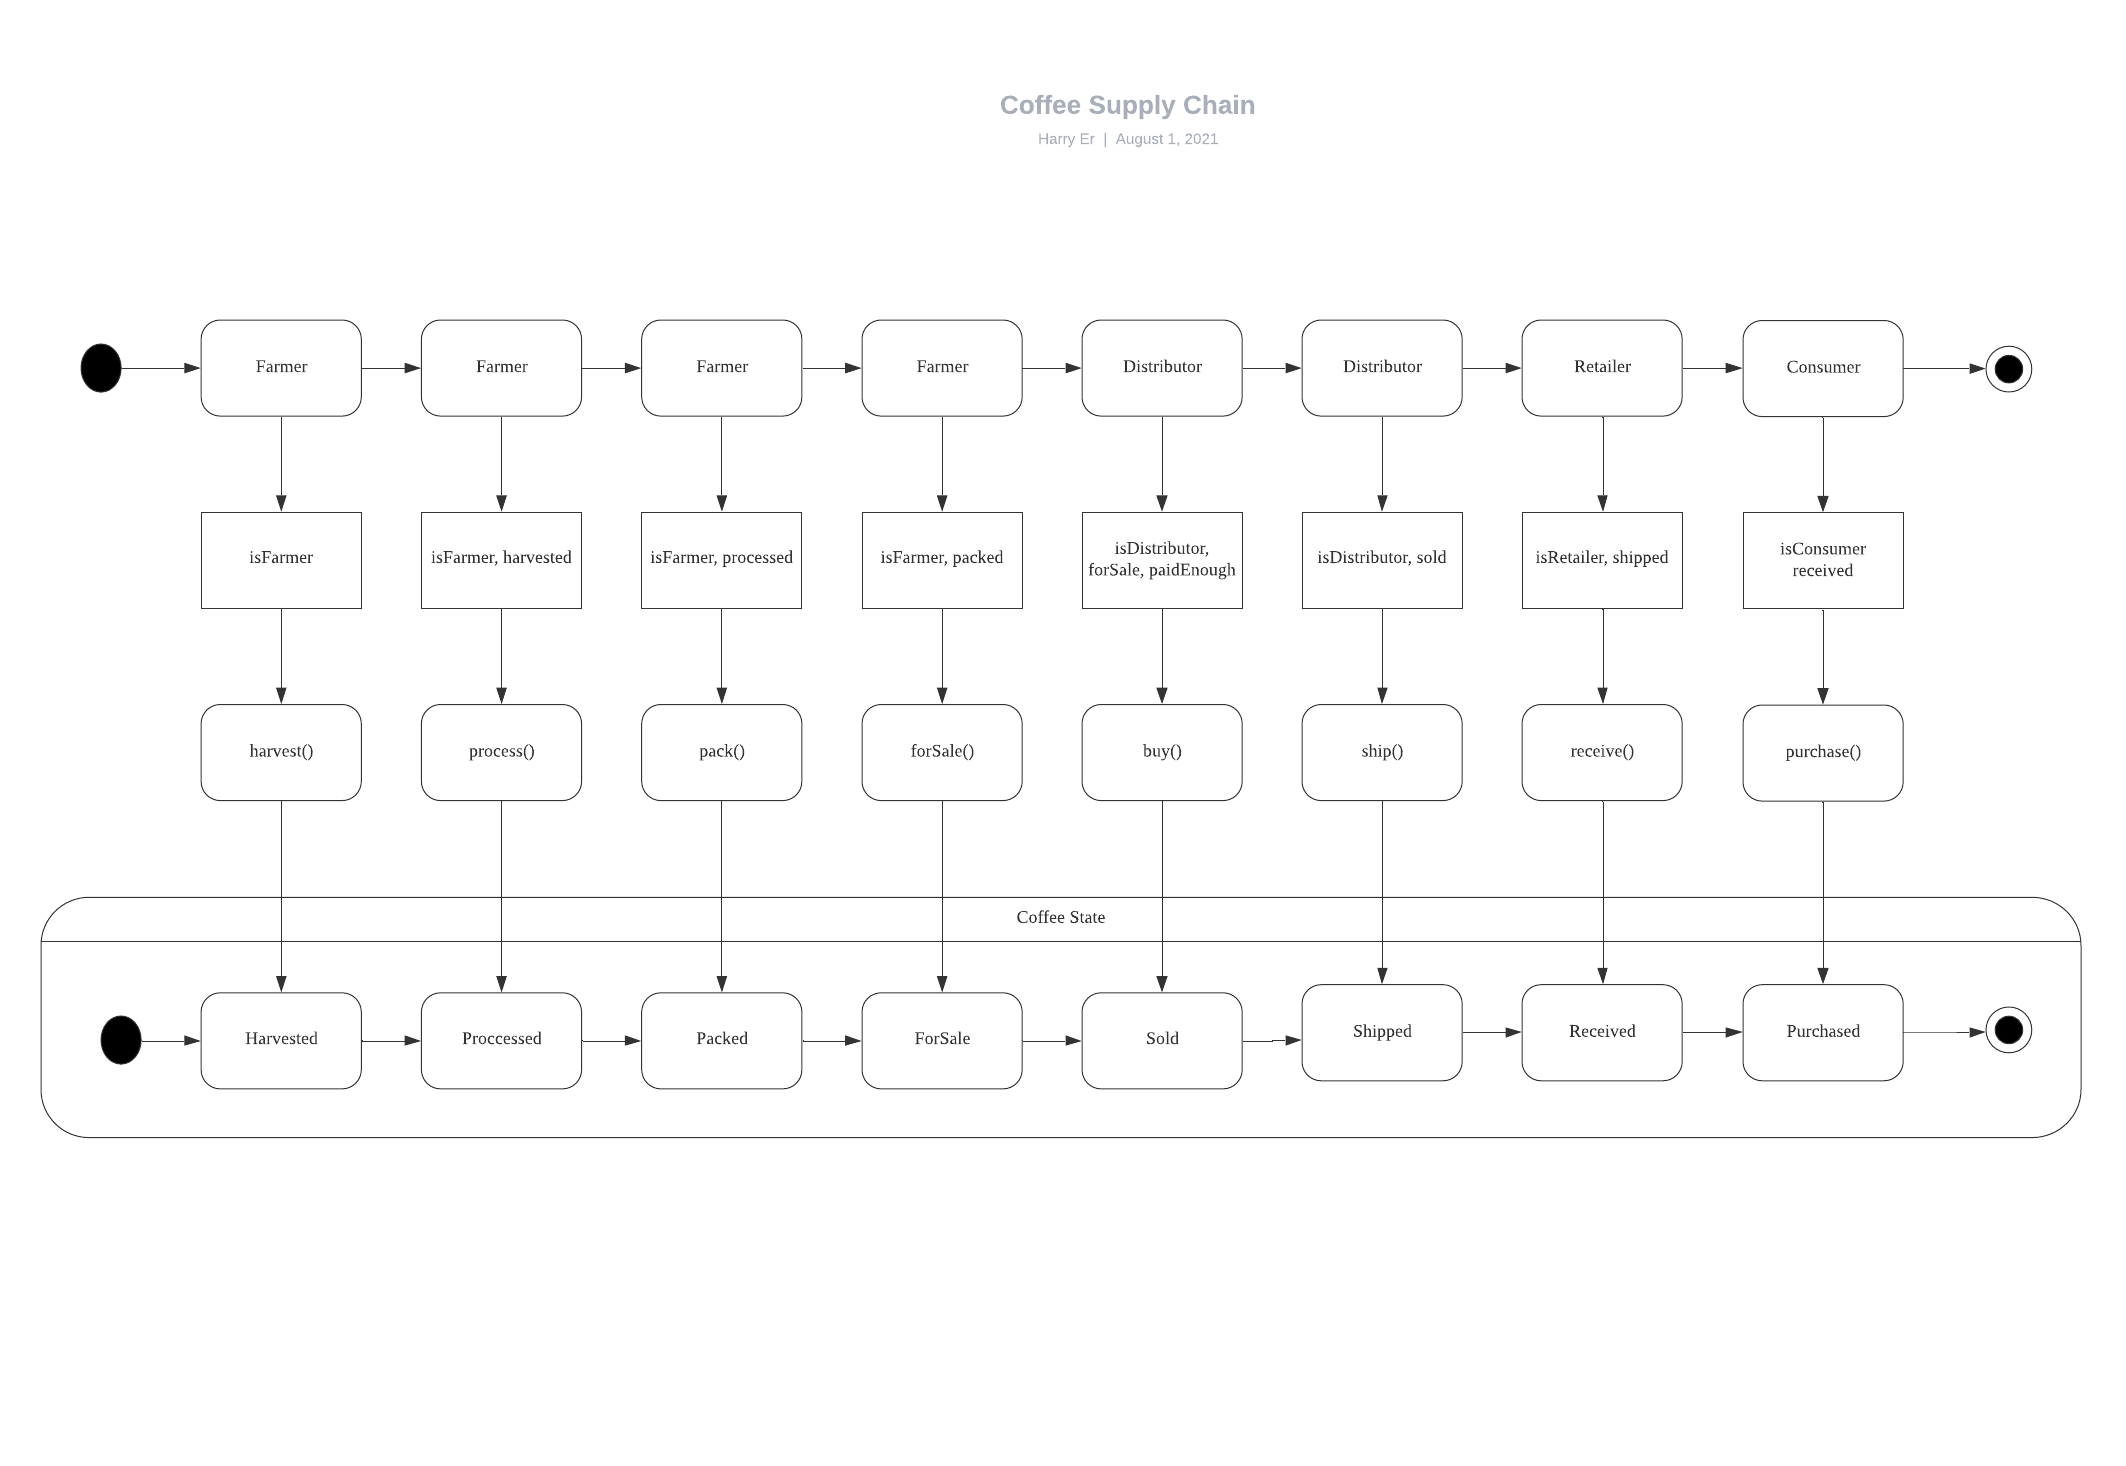 Coffee Supply Chain
Harry Er | August 1, 2021
Farmer
Farmer
Farmer
Farmer
Distributor
Distributor
Retailer
Consumer
isFarmer
isFarmer, harvested
isFarmer, processed
isFarmer, packed
isDistributor,
forSale, paidEnough
isDistributor, sold
isRetailer, shipped
isConsumer
received
harvest()
process()
pack()
forSale()
buy()
ship()
receive()
purchase()
Coffee State
Harvested
Proccessed
Packed
ForSale
Sold
Shipped
Received
Purchased